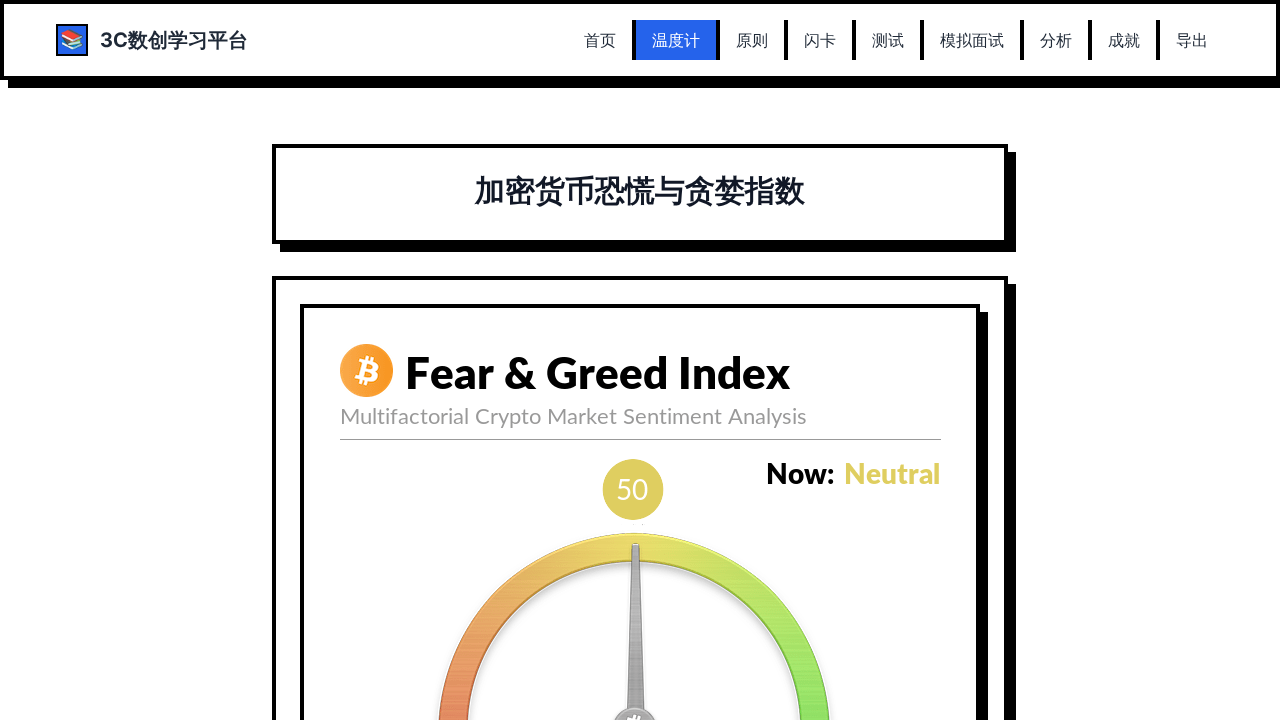 3C数创学习平台
首页
温度计
原则
闪卡
测试
模拟面试
分析
成就
导出
加密货币恐慌与贪婪指数
Fear & Greed Index
Multifactorial Crypto Market Sentiment Analysis
Now: Neutral
50